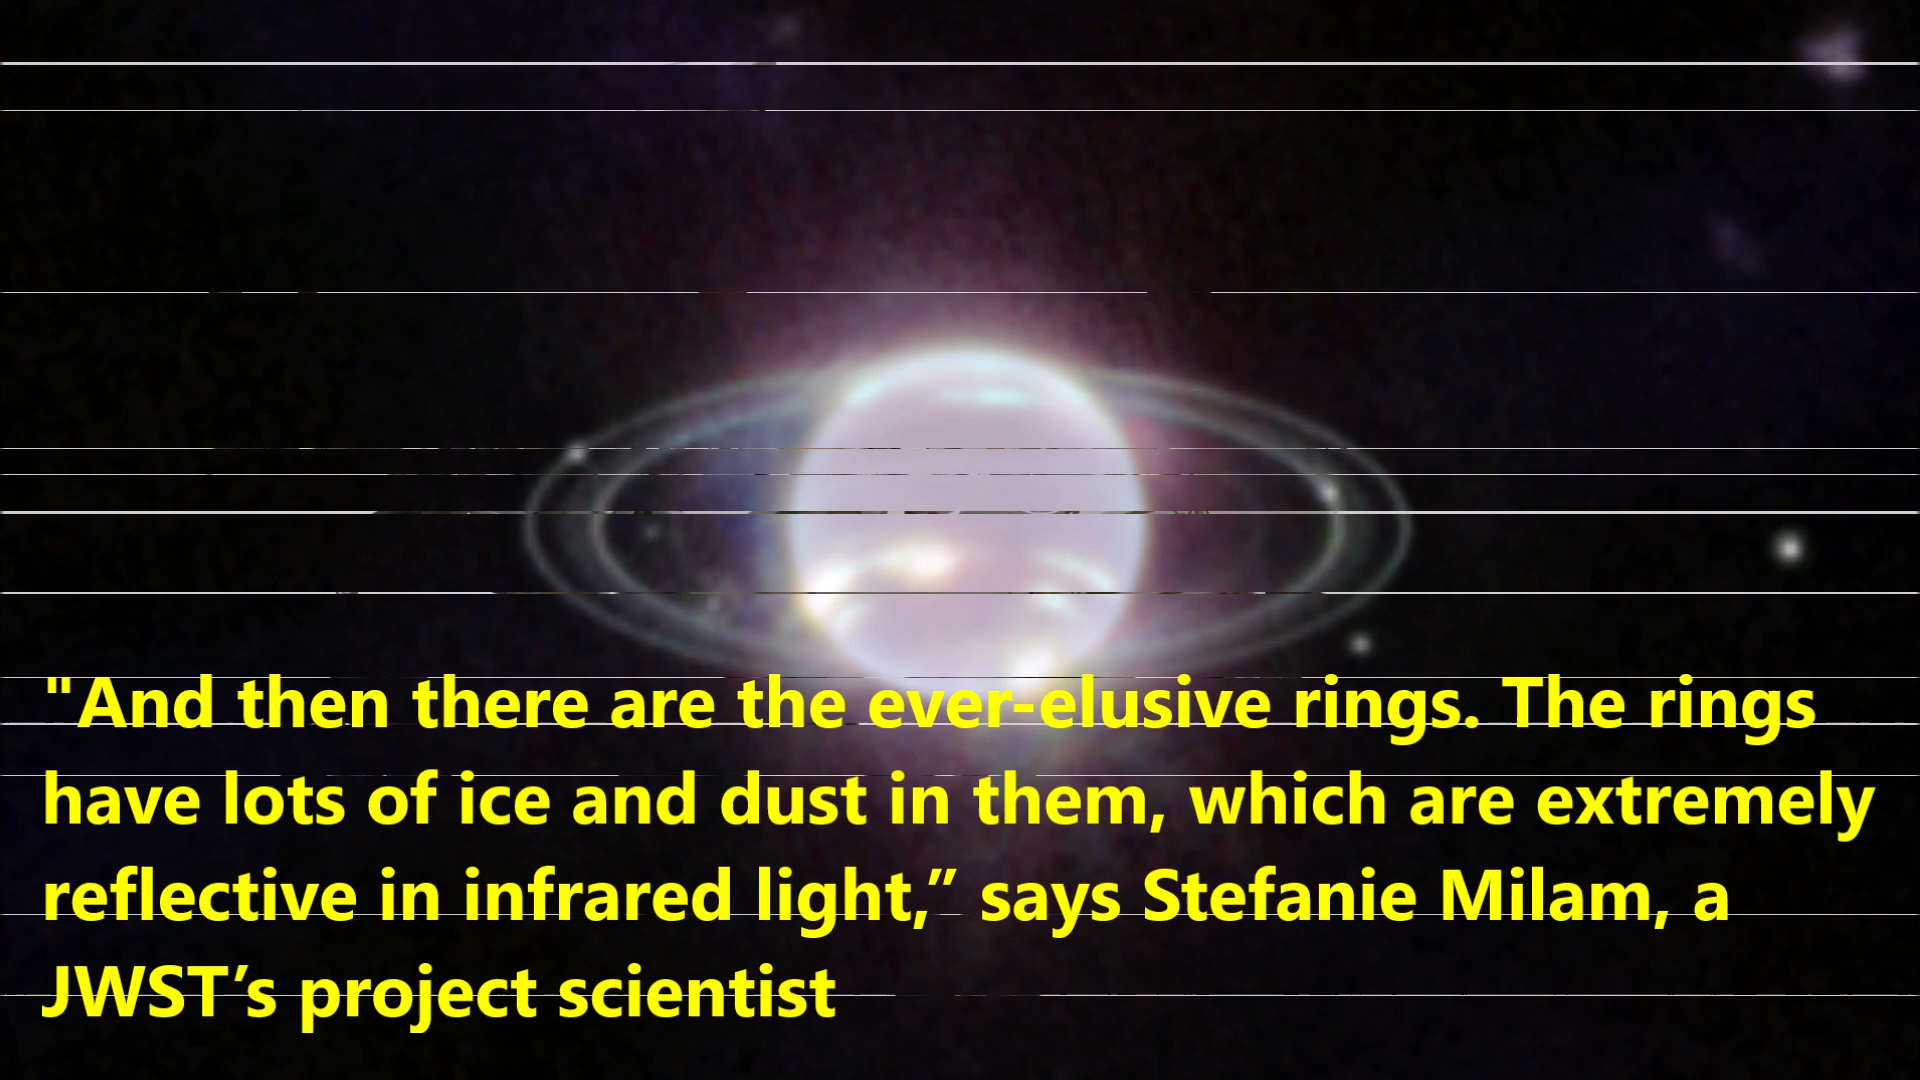 "And then there are the ever-elusive rings. The rings
have lots of ice and dust in them, which are extremely
reflective in infrared light,” says Stefanie Milam, a
JWST’s project scientist